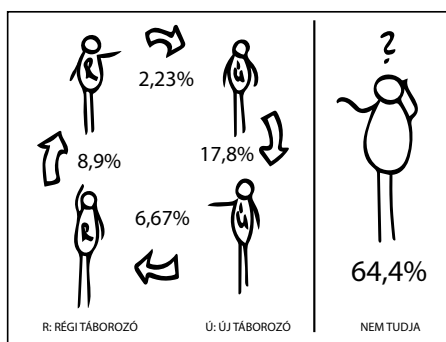 ?
R
2,23%
Ú
8,9%
17,8%
6,67%
R
Ú
64,4%
R: RÉGI TÁBOROZÓ
Ú: ÚJ TÁBOROZÓ
NEM TUDJA